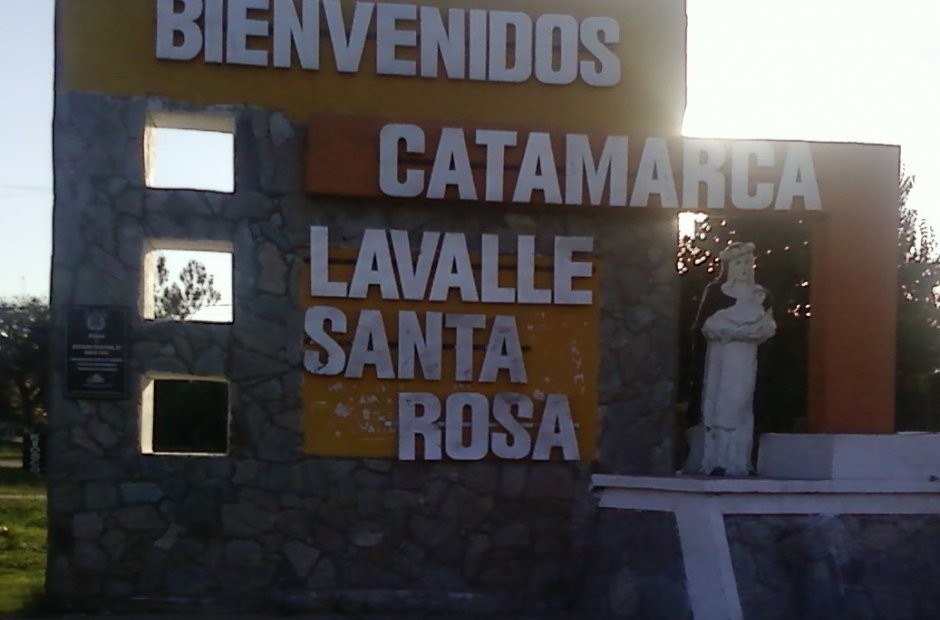 BIENVENIDOS
CATAMARCA
LAVALLE
SANTA
ROSA